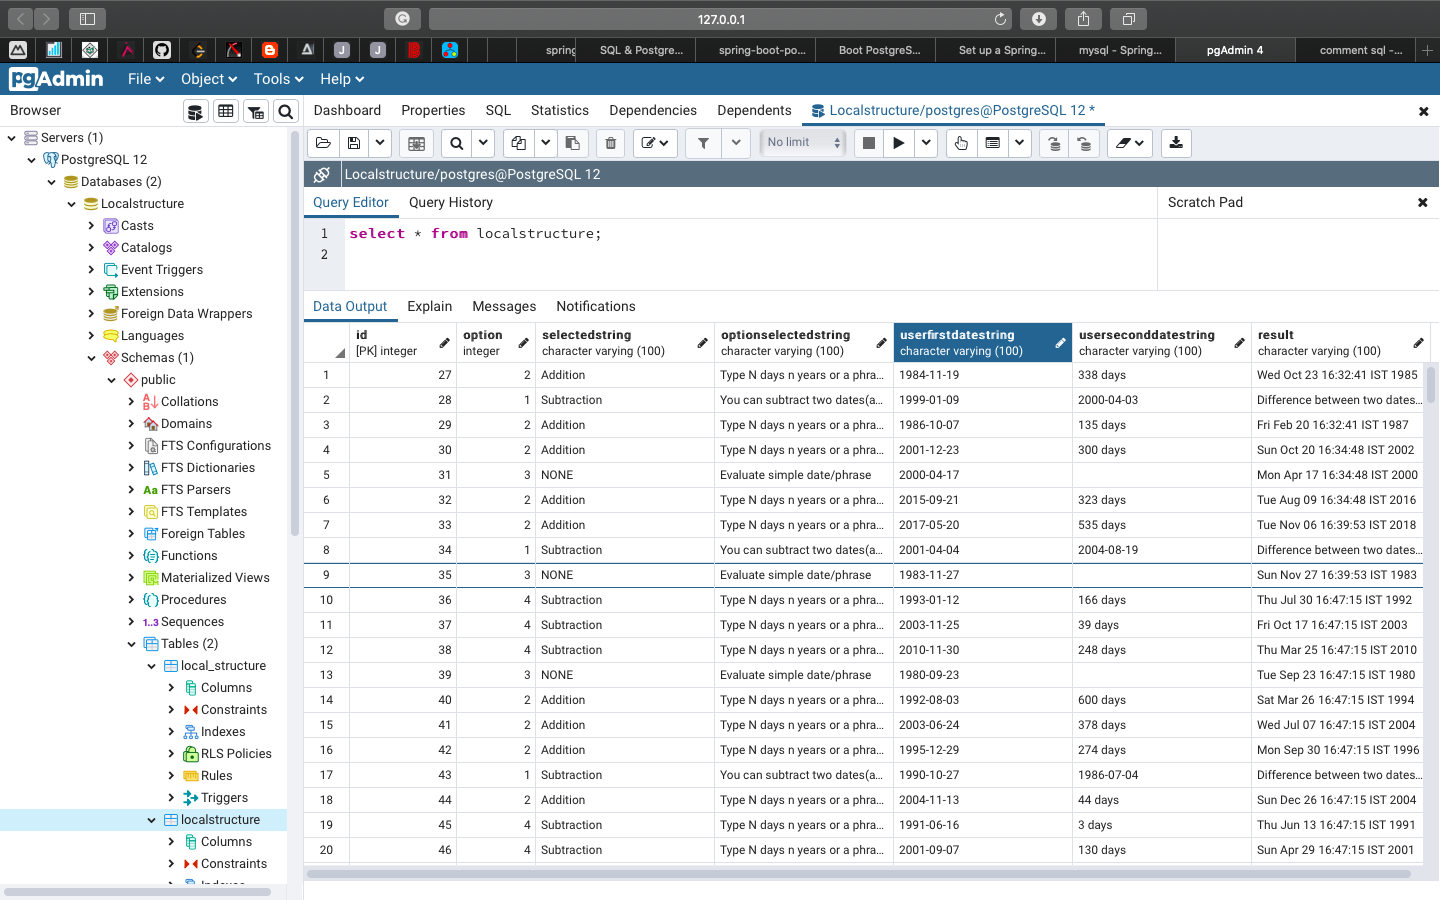 127.0.0.1
spring
SQL & Postgre...
spring-boot-po...
Boot PostgreS...
Set up a Spring...
mysql - Spring...
pgAdmin 4
comment sql -...
pgAdmin
File
Object
Tools
Help
Browser
Dashboard
Properties
SQL
Statistics
Dependencies
Dependents
Localstructure/postgres@PostgreSQL 12 *
Servers (1)
PostgreSQL 12
Databases (2)
Localstructure
Casts
Catalogs
Event Triggers
Extensions
Foreign Data Wrappers
Languages
Schemas (1)
public
Collations
Domains
FTS Configurations
FTS Dictionaries
Aa FTS Parsers
FTS Templates
Foreign Tables
Functions
Materialized Views
Procedures
1..3 Sequences
Tables (2)
local_structure
Columns
Constraints
Indexes
RLS Policies
Rules
Triggers
localstructure
Columns
Constraints
Indexes
No limit
Localstructure/postgres@PostgreSQL 12
Query Editor
Query History
Scratch Pad
1 select * from localstructure;
2
Data Output
Explain
Messages
Notifications
id option selectedstring optionselectedstring userfirstdatestring userseconddatestring result
[PK] integer integer character varying (100) character varying (100) character varying (100) character varying (100) character varying (100)
1 27 2 Addition Type N days n years or a phra... 1984-11-19 338 days Wed Oct 23 16:32:41 IST 1985
2 28 1 Subtraction You can subtract two dates(a... 1999-01-09 2000-04-03 Difference between two dates...
3 29 2 Addition Type N days n years or a phra... 1986-10-07 135 days Fri Feb 20 16:32:41 IST 1987
4 30 2 Addition Type N days n years or a phra... 2001-12-23 300 days Sun Oct 20 16:34:48 IST 2002
5 31 3 NONE Evaluate simple date/phrase 2000-04-17 Mon Apr 17 16:34:48 IST 2000
6 32 2 Addition Type N days n years or a phra... 2015-09-21 323 days Tue Aug 09 16:34:48 IST 2016
7 33 2 Addition Type N days n years or a phra... 2017-05-20 535 days Tue Nov 06 16:39:53 IST 2018
8 34 1 Subtraction You can subtract two dates(a... 2001-04-04 2004-08-19 Difference between two dates...
9 35 3 NONE Evaluate simple date/phrase 1983-11-27 Sun Nov 27 16:39:53 IST 1983
10 36 4 Subtraction Type N days n years or a phra... 1993-01-12 166 days Thu Jul 30 16:47:15 IST 1992
11 37 4 Subtraction Type N days n years or a phra... 2003-11-25 39 days Fri Oct 17 16:47:15 IST 2003
12 38 4 Subtraction Type N days n years or a phra... 2010-11-30 248 days Thu Mar 25 16:47:15 IST 2010
13 39 3 NONE Evaluate simple date/phrase 1980-09-23 Tue Sep 23 16:47:15 IST 1980
14 40 2 Addition Type N days n years or a phra... 1992-08-03 600 days Sat Mar 26 16:47:15 IST 1994
15 41 2 Addition Type N days n years or a phra... 2003-06-24 378 days Wed Jul 07 16:47:15 IST 2004
16 42 2 Addition Type N days n years or a phra... 1995-12-29 274 days Mon Sep 30 16:47:15 IST 1996
17 43 1 Subtraction You can subtract two dates(a... 1990-10-27 1986-07-04 Difference between two dates...
18 44 2 Addition Type N days n years or a phra... 2004-11-13 44 days Sun Dec 26 16:47:15 IST 2004
19 45 4 Subtraction Type N days n years or a phra... 1991-06-16 3 days Thu Jun 13 16:47:15 IST 1991
20 46 4 Subtraction Type N days n years or a phra... 2001-09-07 130 days Sun Apr 29 16:47:15 IST 2001